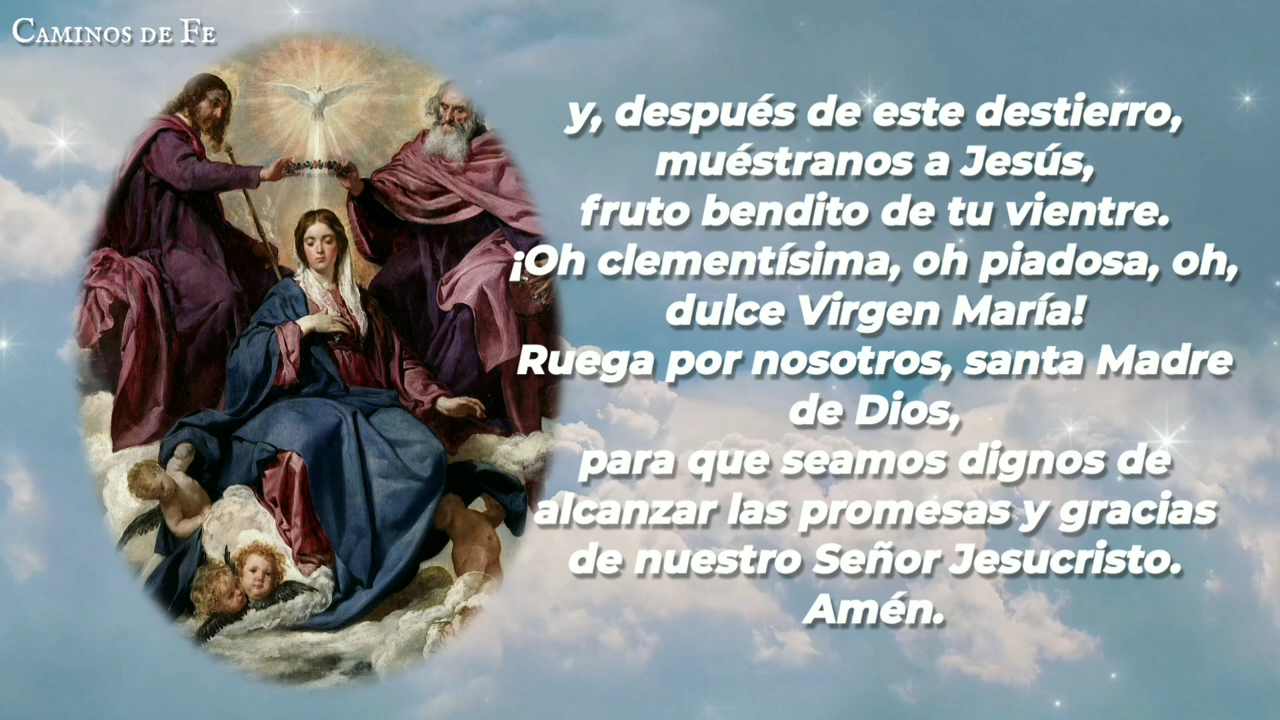 Caminos de Fe
y, después de este destierro,
muéstranos a Jesús,
fruto bendito de tu vientre.
¡Oh clementísima, oh piadosa, oh,
dulce Virgen María!
Ruega por nosotros, santa Madre
de Dios,
para que seamos dignos de
alcanzar las promesas y gracias
de nuestro Señor Jesucristo.
Amén.